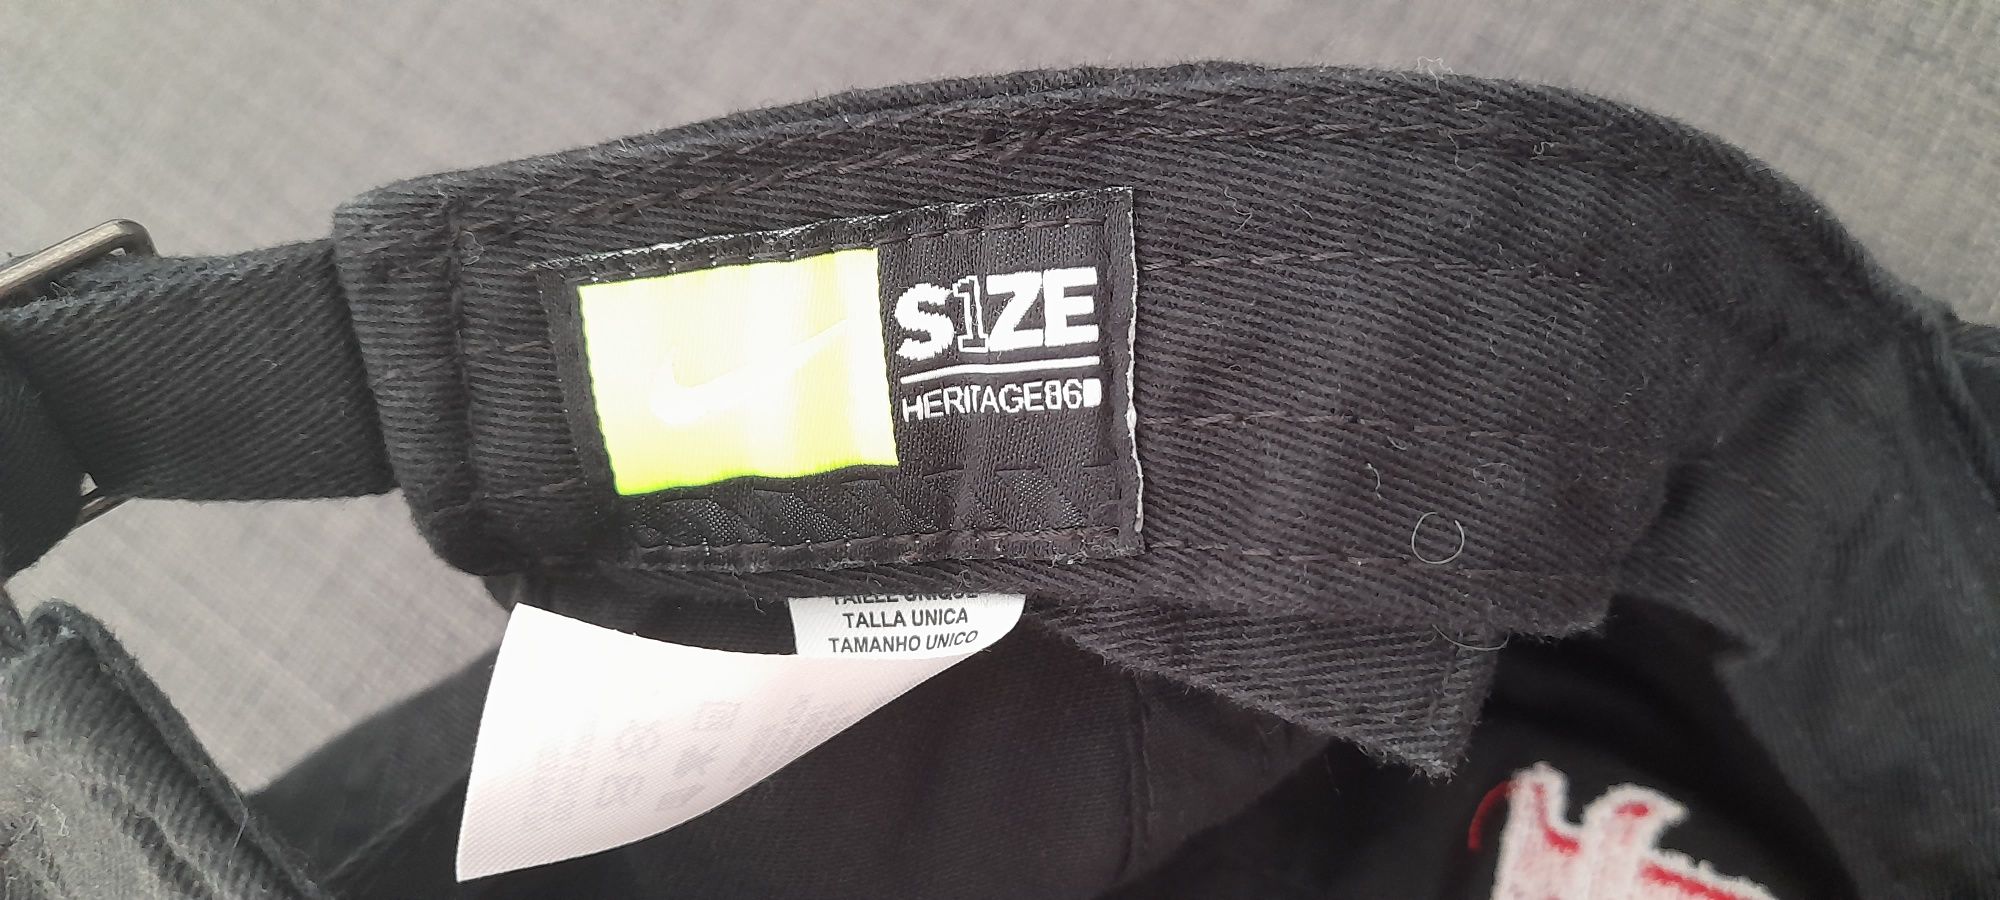 S1ZE
HERITAGE86
TAILLE UNIQUE
TALLA UNICA
TAMANHO UNICO